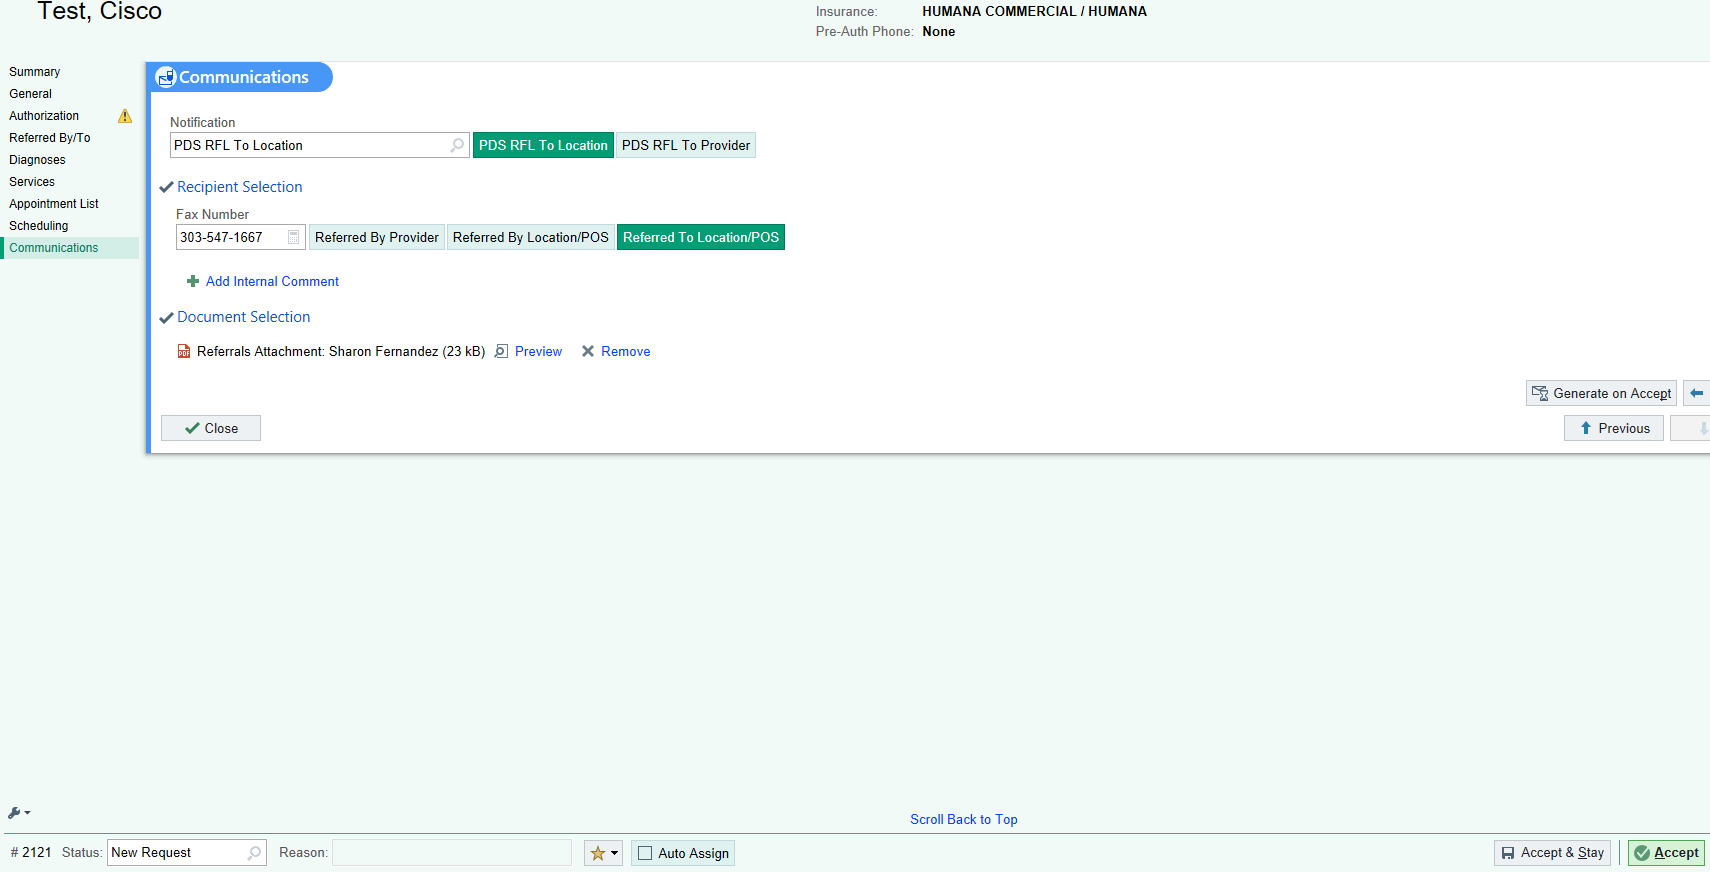 Test, Cisco
Insurance: HUMANA COMMERCIAL / HUMANA
Pre-Auth Phone: None
Summary
General
Authorization
Referred By/To
Diagnoses
Services
Appointment List
Scheduling
Communications
Communications
Notification
PDS RFL To Location PDS RFL To Location PDS RFL To Provider
Recipient Selection
Fax Number
303-547-1667 Referred By Provider Referred By Location/POS Referred To Location/POS
Add Internal Comment
Document Selection
PDF Referrals Attachment: Sharon Fernandez (23 kB) Preview Remove
Generate on Accept
Close Previous
Scroll Back to Top
# 2121 Status: New Request Reason: Auto Assign Accept & Stay Accept